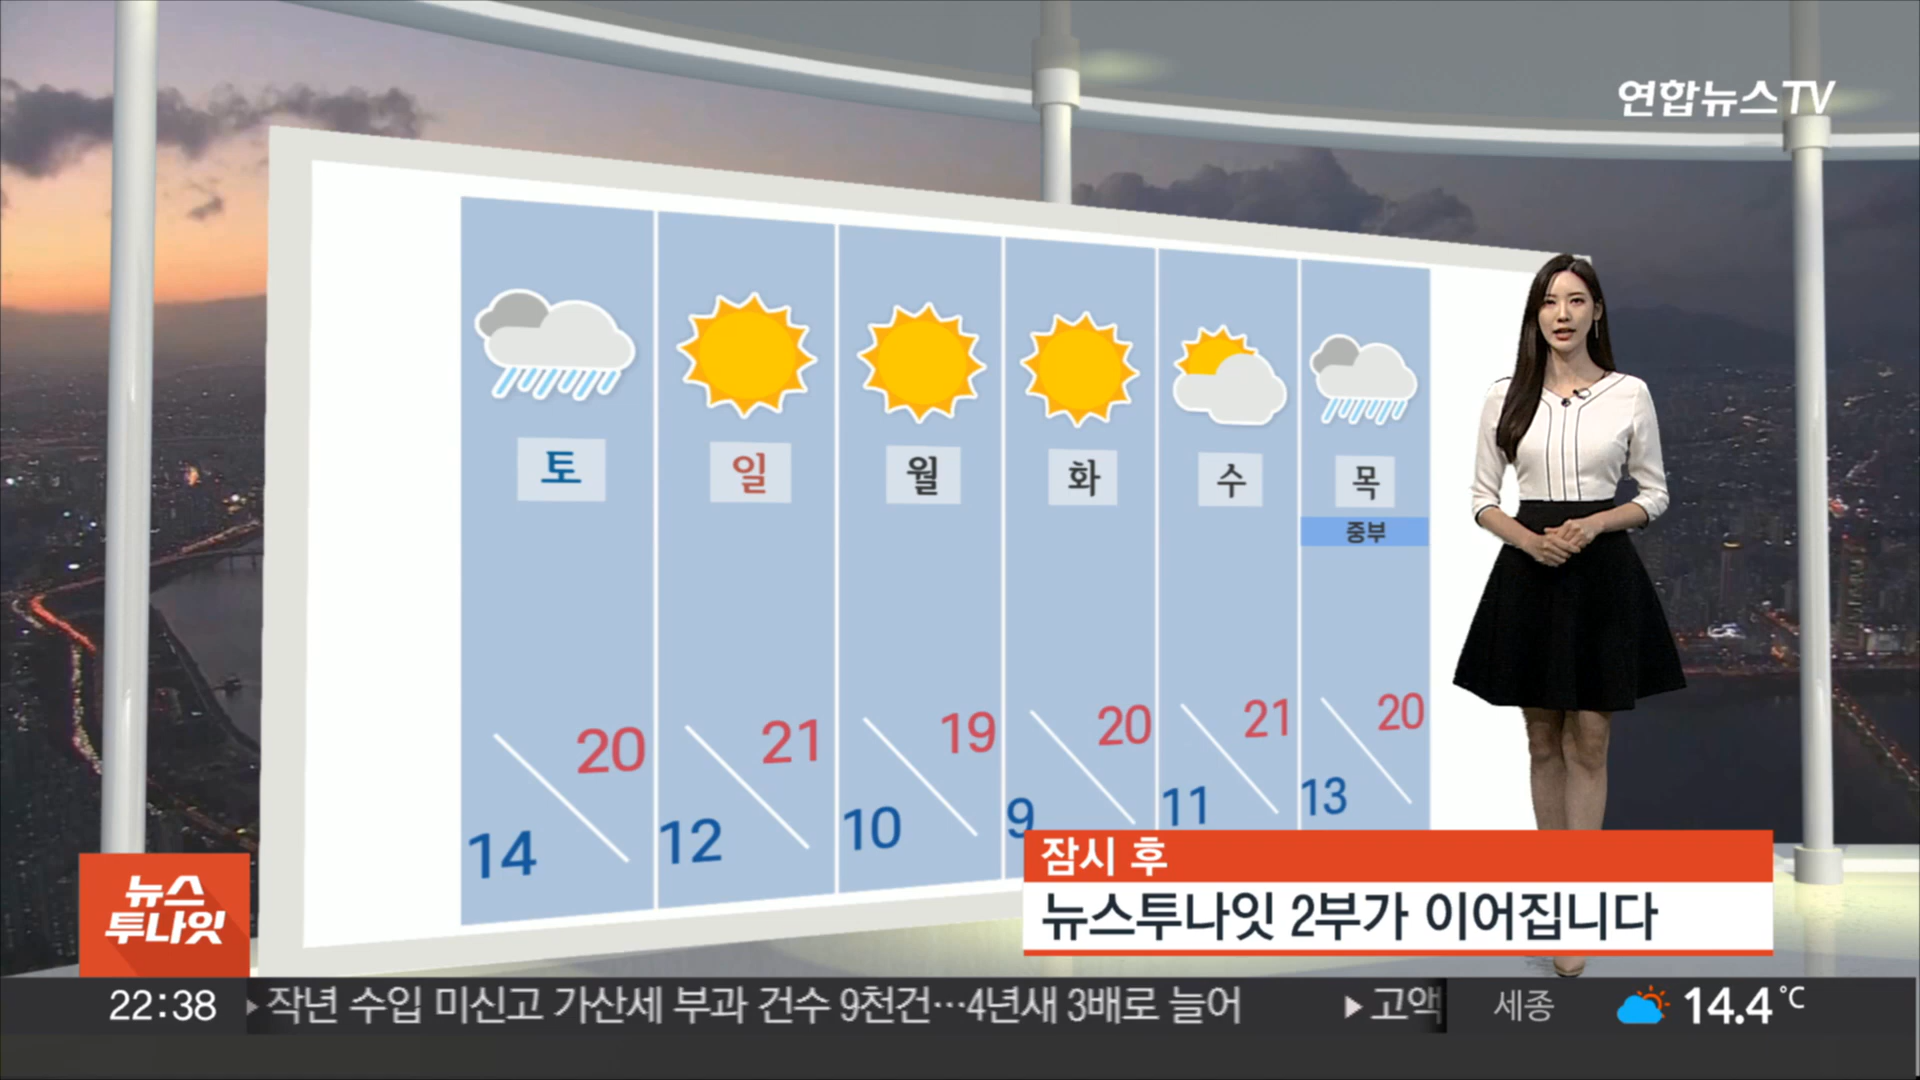 연합뉴스TV
토 일 월 화 수 목
중부
20 21 19 20 21 20
14 12 10 9 11 13
잠시 후
뉴스투나잇 2부가 이어집니다
뉴스
투나잇
22:38 ▶작년 수입 미신고 가산세 부과 건수 9천건…4년새 3배로 늘어 ▶고액 세종 14.4℃